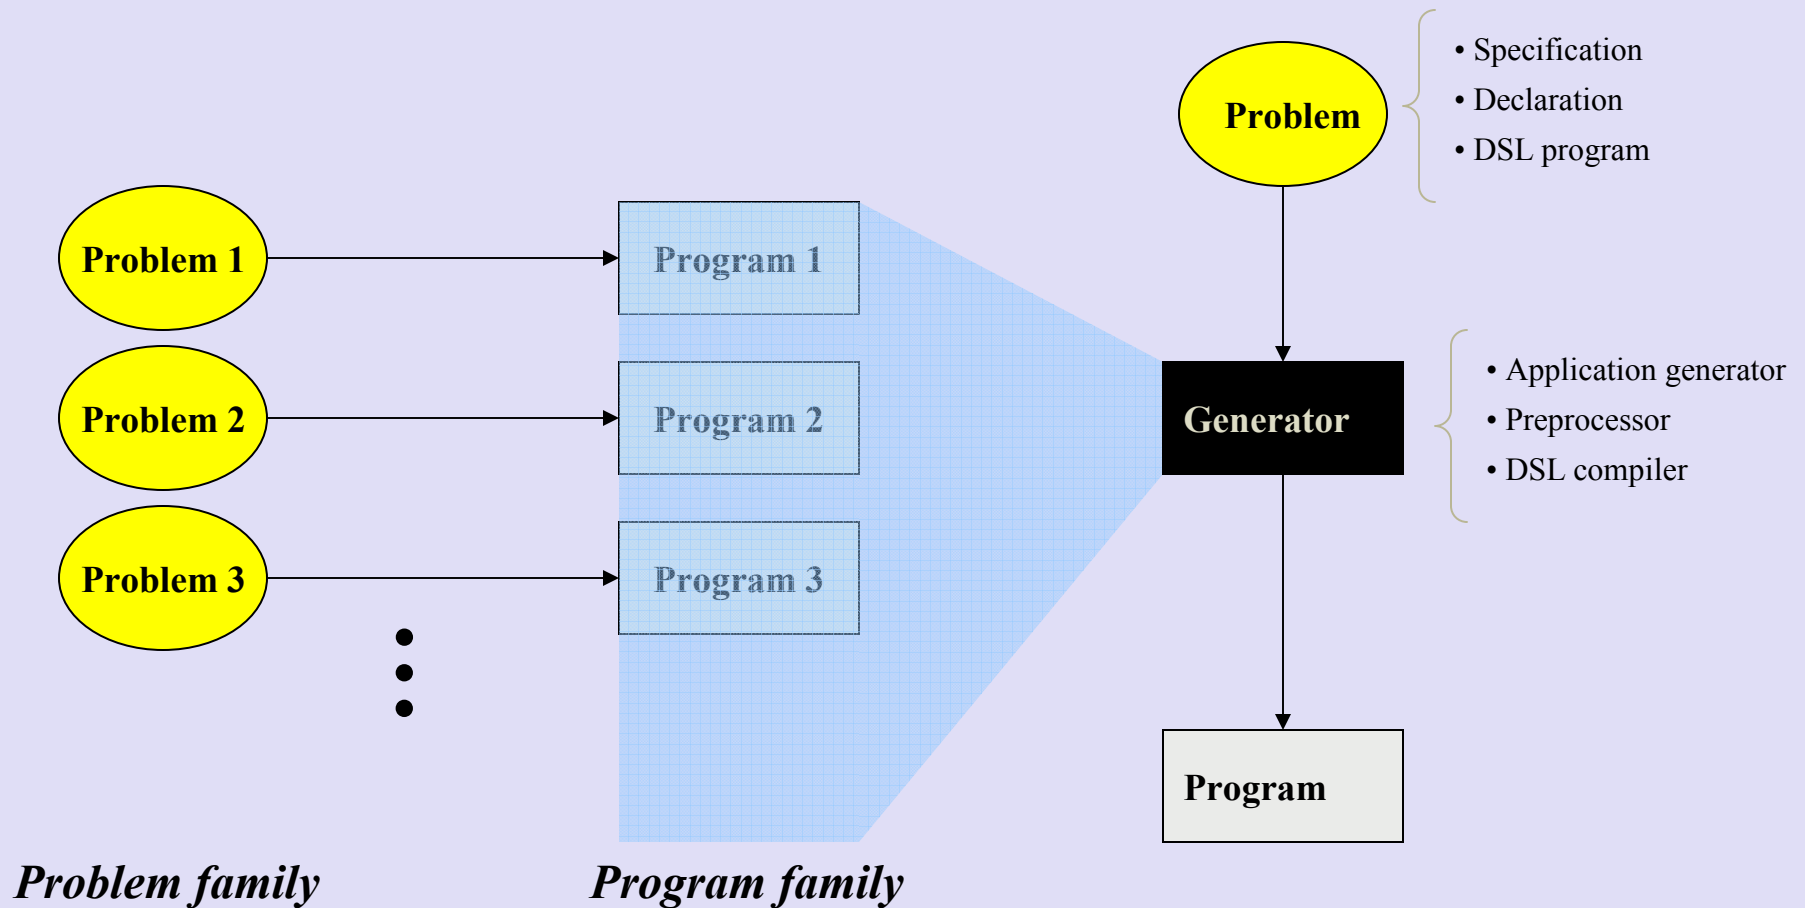 Problem
• Specification
• Declaration
• DSL program
Problem 1
Program 1
Problem 2
Program 2
Generator
• Application generator
• Preprocessor
• DSL compiler
Problem 3
Program 3
Program
Problem family
Program family